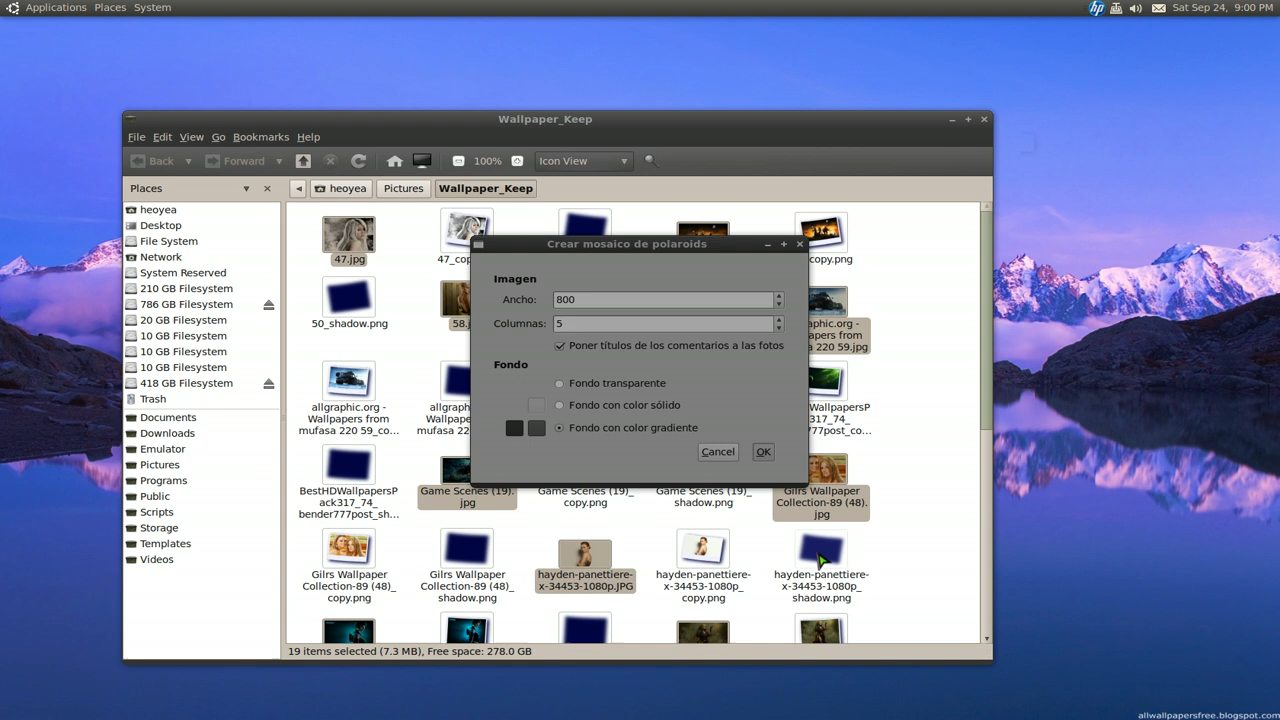 Applications Places System
hp Sat Sep 24, 9:00 PM
Wallpaper_Keep
File Edit View Go Bookmarks Help
Back Forward 100% Icon View
Places
heoyea Pictures Wallpaper_Keep
heoyea
Desktop
File System
Network
System Reserved
210 GB Filesystem
786 GB Filesystem
20 GB Filesystem
10 GB Filesystem
10 GB Filesystem
10 GB Filesystem
418 GB Filesystem
Trash
Documents
Downloads
Emulator
Pictures
Programs
Public
Scripts
Storage
Templates
Videos
47.jpg
50_shadow.png
allgraphic.org -
Wallpapers from
mufasa 220 59_co...
BestHDWallpapersP
ack317_74_
bender777post_sh...
Game Scenes (19).
jpg
Game Scenes (19)_
copy.png
Game Scenes (19)_
shadow.png
Gilrs Wallpaper
Collection-89 (48).
jpg
Gilrs Wallpaper
Collection-89 (48)_
copy.png
Gilrs Wallpaper
Collection-89 (48)_
shadow.png
hayden-panettiere-
x-34453-1080p.JPG
hayden-panettiere-
x-34453-1080p_
copy.png
hayden-panettiere-
x-34453-1080p_
shadow.png
19 items selected (7.3 MB), Free space: 278.0 GB
Crear mosaico de polaroids
Imagen
Ancho: 800
Columnas: 5
Poner títulos de los comentarios a las fotos
Fondo
Fondo transparente
Fondo con color sólido
Fondo con color gradiente
Cancel OK
allwallpapersfree.blogspot.com